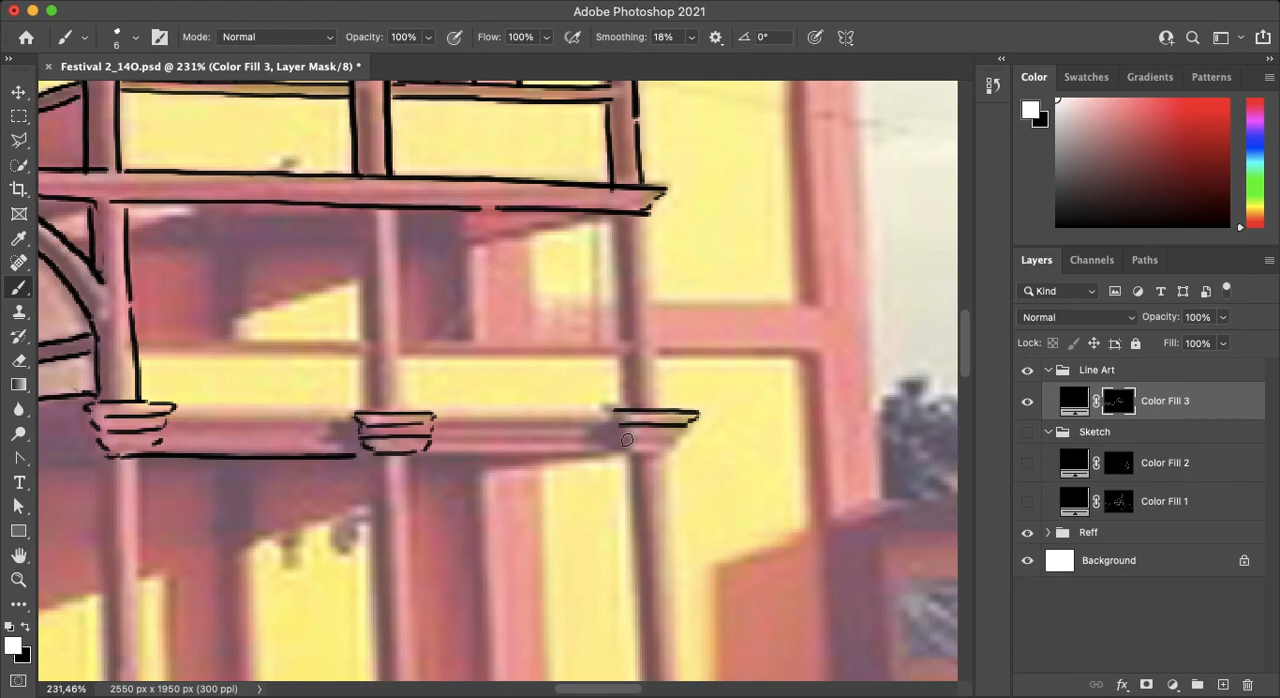 Adobe Photoshop 2021
6
Mode: Normal
Opacity: 100%
Flow: 100%
Smoothing: 18%
0°
Festival 2_14O.psd @ 231% (Color Fill 3, Layer Mask/8) *
Color
Swatches
Gradients
Patterns
Layers
Channels
Paths
Kind
Normal
Opacity: 100%
Lock:
Fill: 100%
Line Art
Color Fill 3
Sketch
Color Fill 2
Color Fill 1
Reff
Background
231,46%
2550 px x 1950 px (300 ppi)
fx